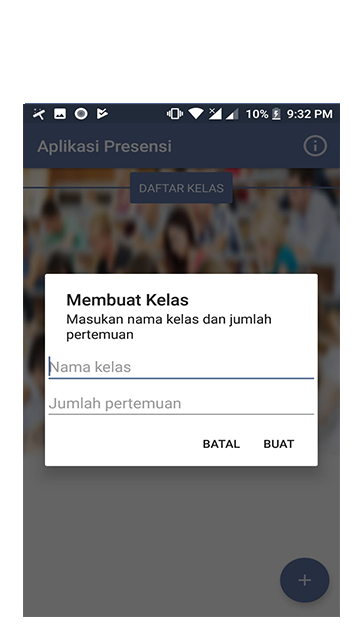 10% 9:32 PM
Aplikasi Presensi
DAFTAR KELAS
Membuat Kelas
Masukan nama kelas dan jumlah
pertemuan
Nama kelas
Jumlah pertemuan
BATAL BUAT